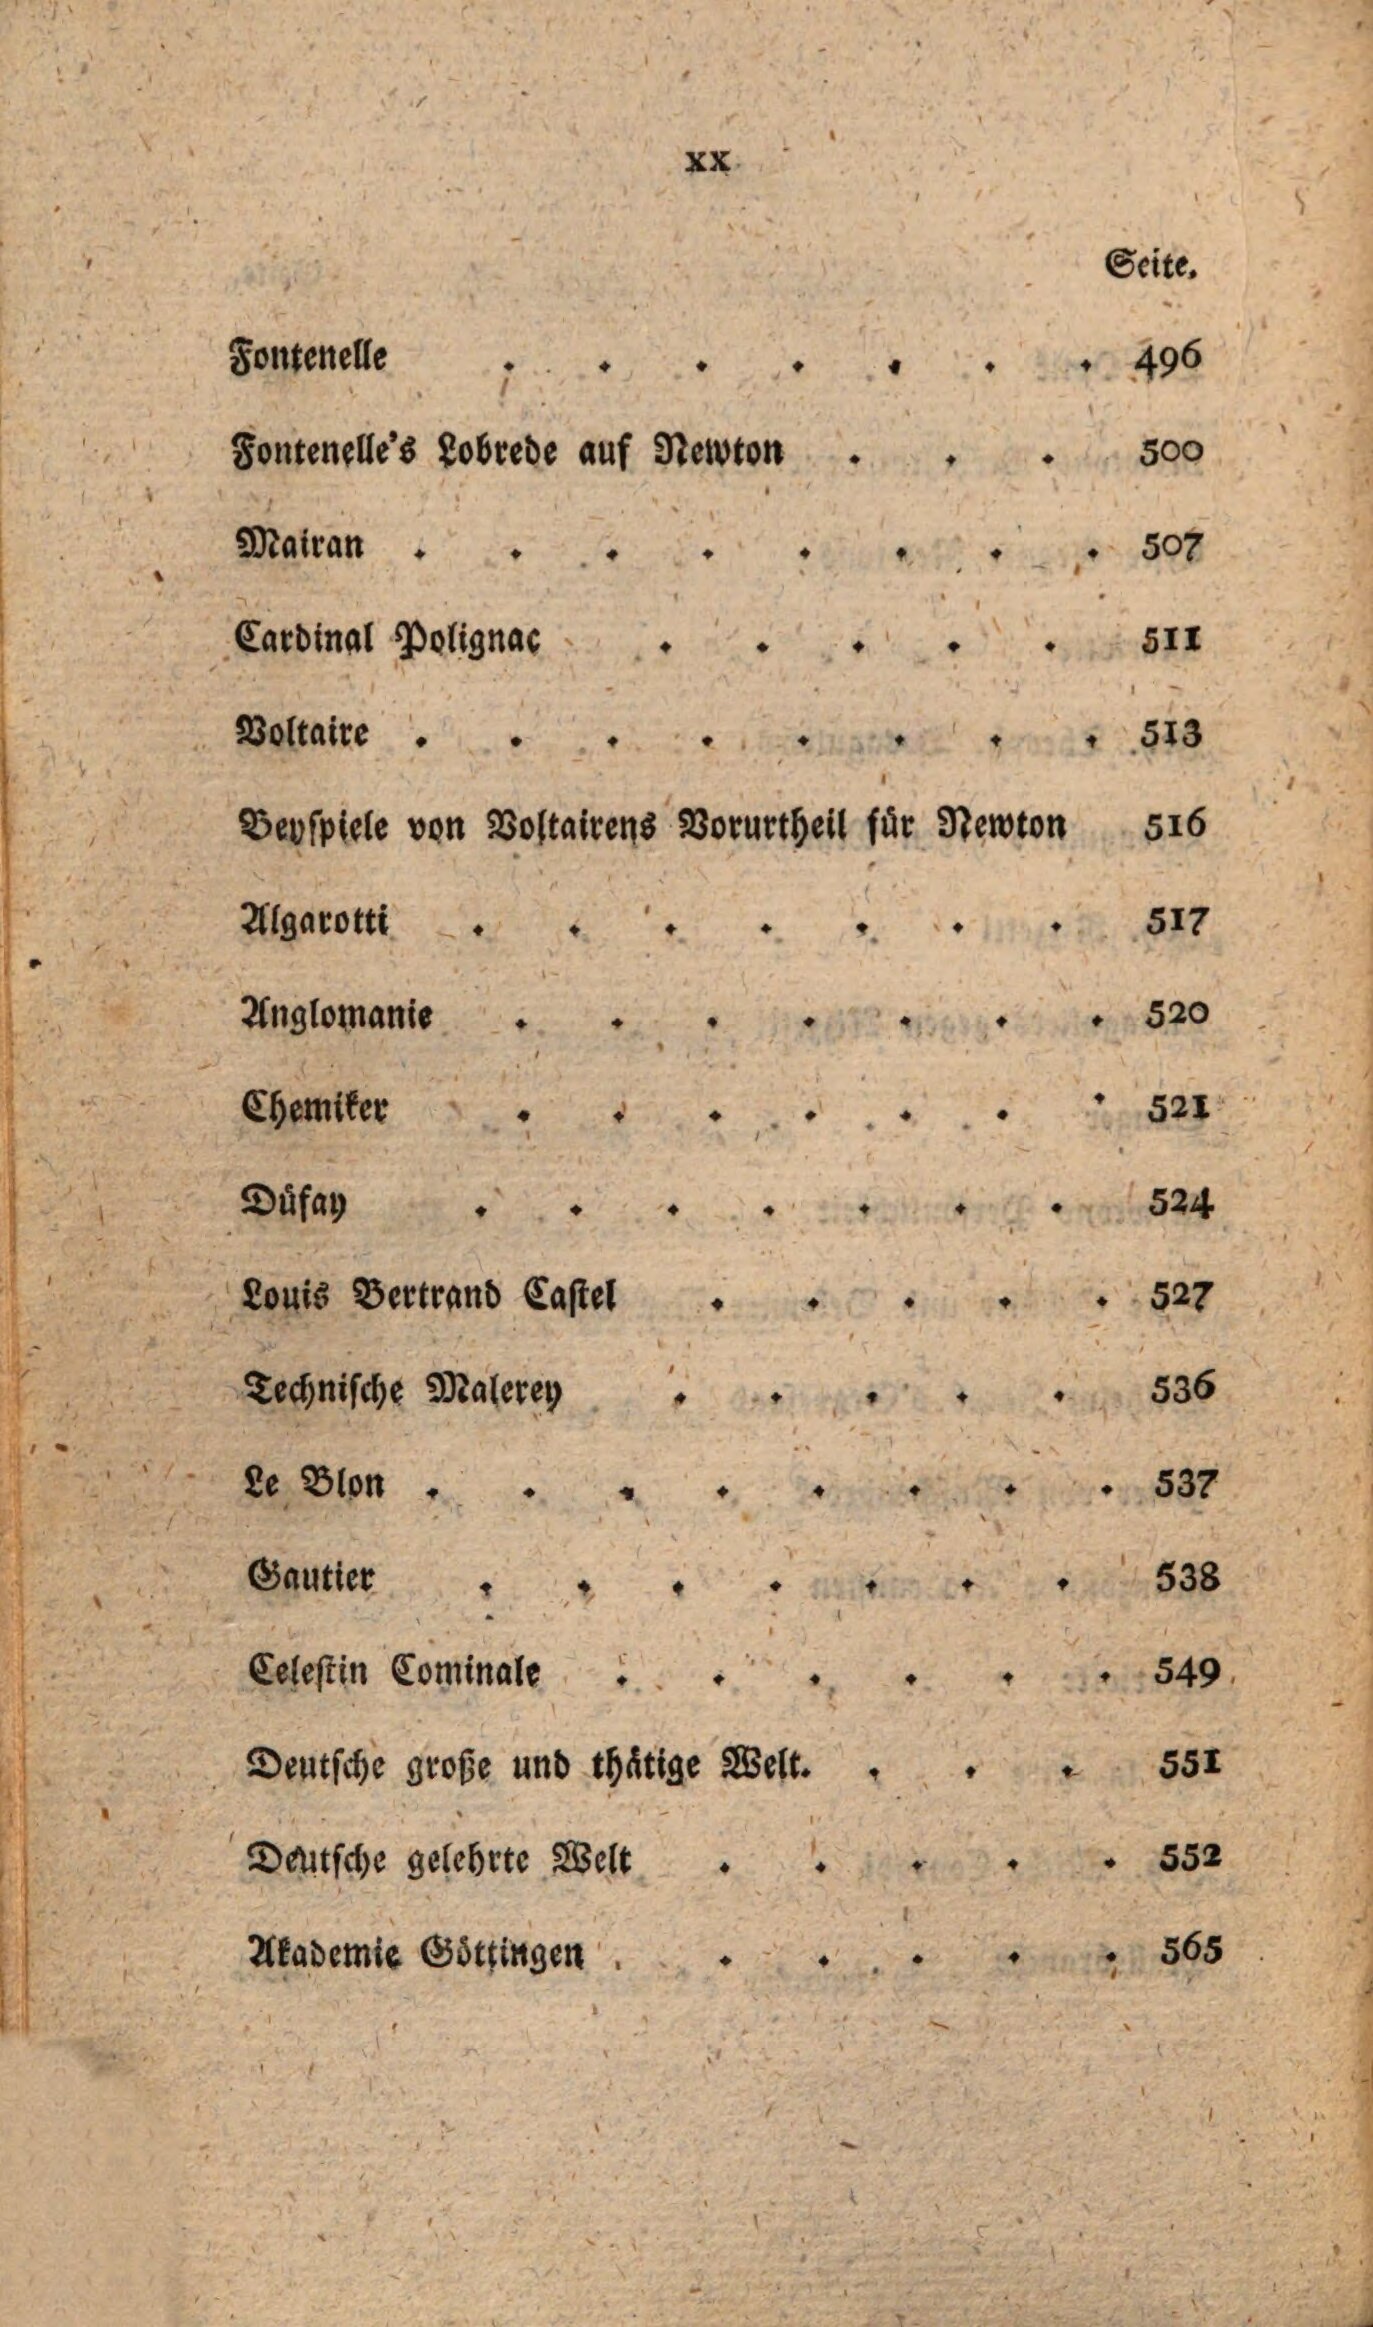 xx
Seite.
Fontenelle . . . . . . . 496
Fontenelle's Lobrede auf Newton . . . 500
Mairan . . . . . . . . 507
Cardinal Polignac . . . . . 511
Voltaire . . . . . . . . 513
Beyspiele von Voltairens Vorurtheil für Newton 516
Algarotti . . . . . . . 517
Anglomanie . . . . . . . 520
Chemiker . . . . . . . 521
Düfay . . . . . . . 524
Louis Bertrand Castel . . . . . 527
Technische Malerey . . . . . 536
Le Blon . . . . . . . . 537
Gautier . . . . . . . 538
Celestin Cominale . . . . . . 549
Deutsche große und thätige Welt. . . . 551
Deutsche gelehrte Welt . . . . . 552
Akademie Göttingen . . . . . . 565